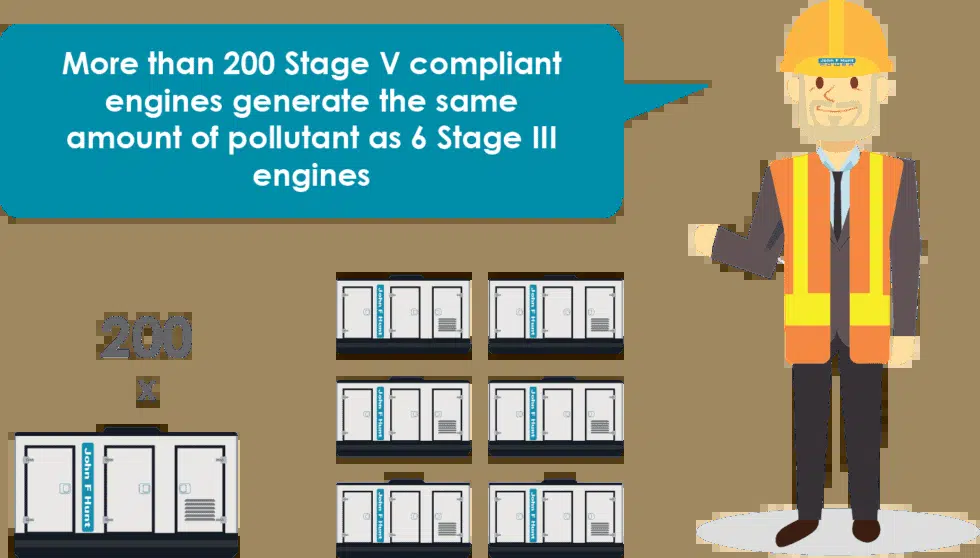 More than 200 Stage V compliant
engines generate the same
amount of pollutant as 6 Stage III
engines
John F Hunt
200
x
John F Hunt
John F Hunt
John F Hunt
John F Hunt
John F Hunt
John F Hunt
John F Hunt